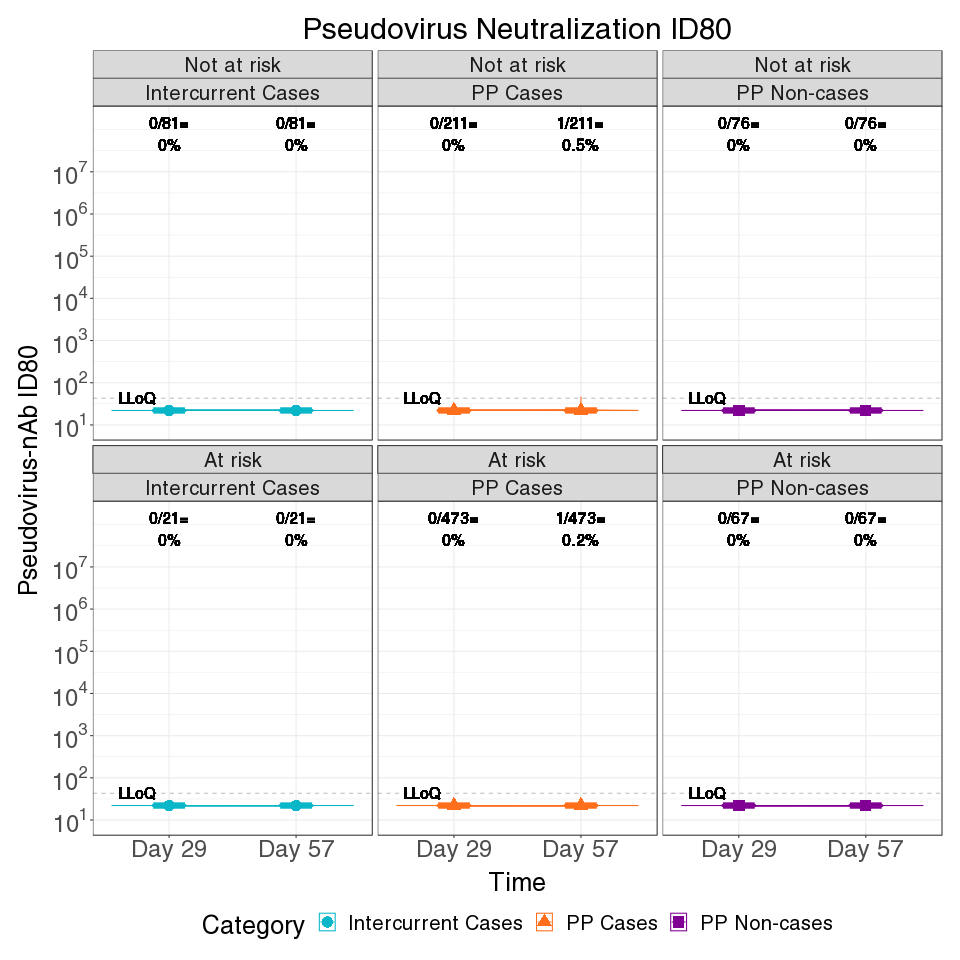 Pseudovirus Neutralization ID80
Not at risk Not at risk Not at risk
Intercurrent Cases PP Cases PP Non-cases
0/81= 0/81= 0/211= 1/211= 0/76= 0/76=
0% 0% 0% 0.5% 0% 0%
10^7
10^6
10^5
10^4
10^3
10^2
LLoQ LLoQ LLoQ
10^1
Pseudovirus-nAb ID80
At risk At risk At risk
Intercurrent Cases PP Cases PP Non-cases
0/21= 0/21= 0/473= 1/473= 0/67= 0/67=
0% 0% 0% 0.2% 0% 0%
10^7
10^6
10^5
10^4
10^3
10^2
LLoQ LLoQ LLoQ
10^1
Day 29 Day 57 Day 29 Day 57 Day 29 Day 57
Time
Category Intercurrent Cases PP Cases PP Non-cases